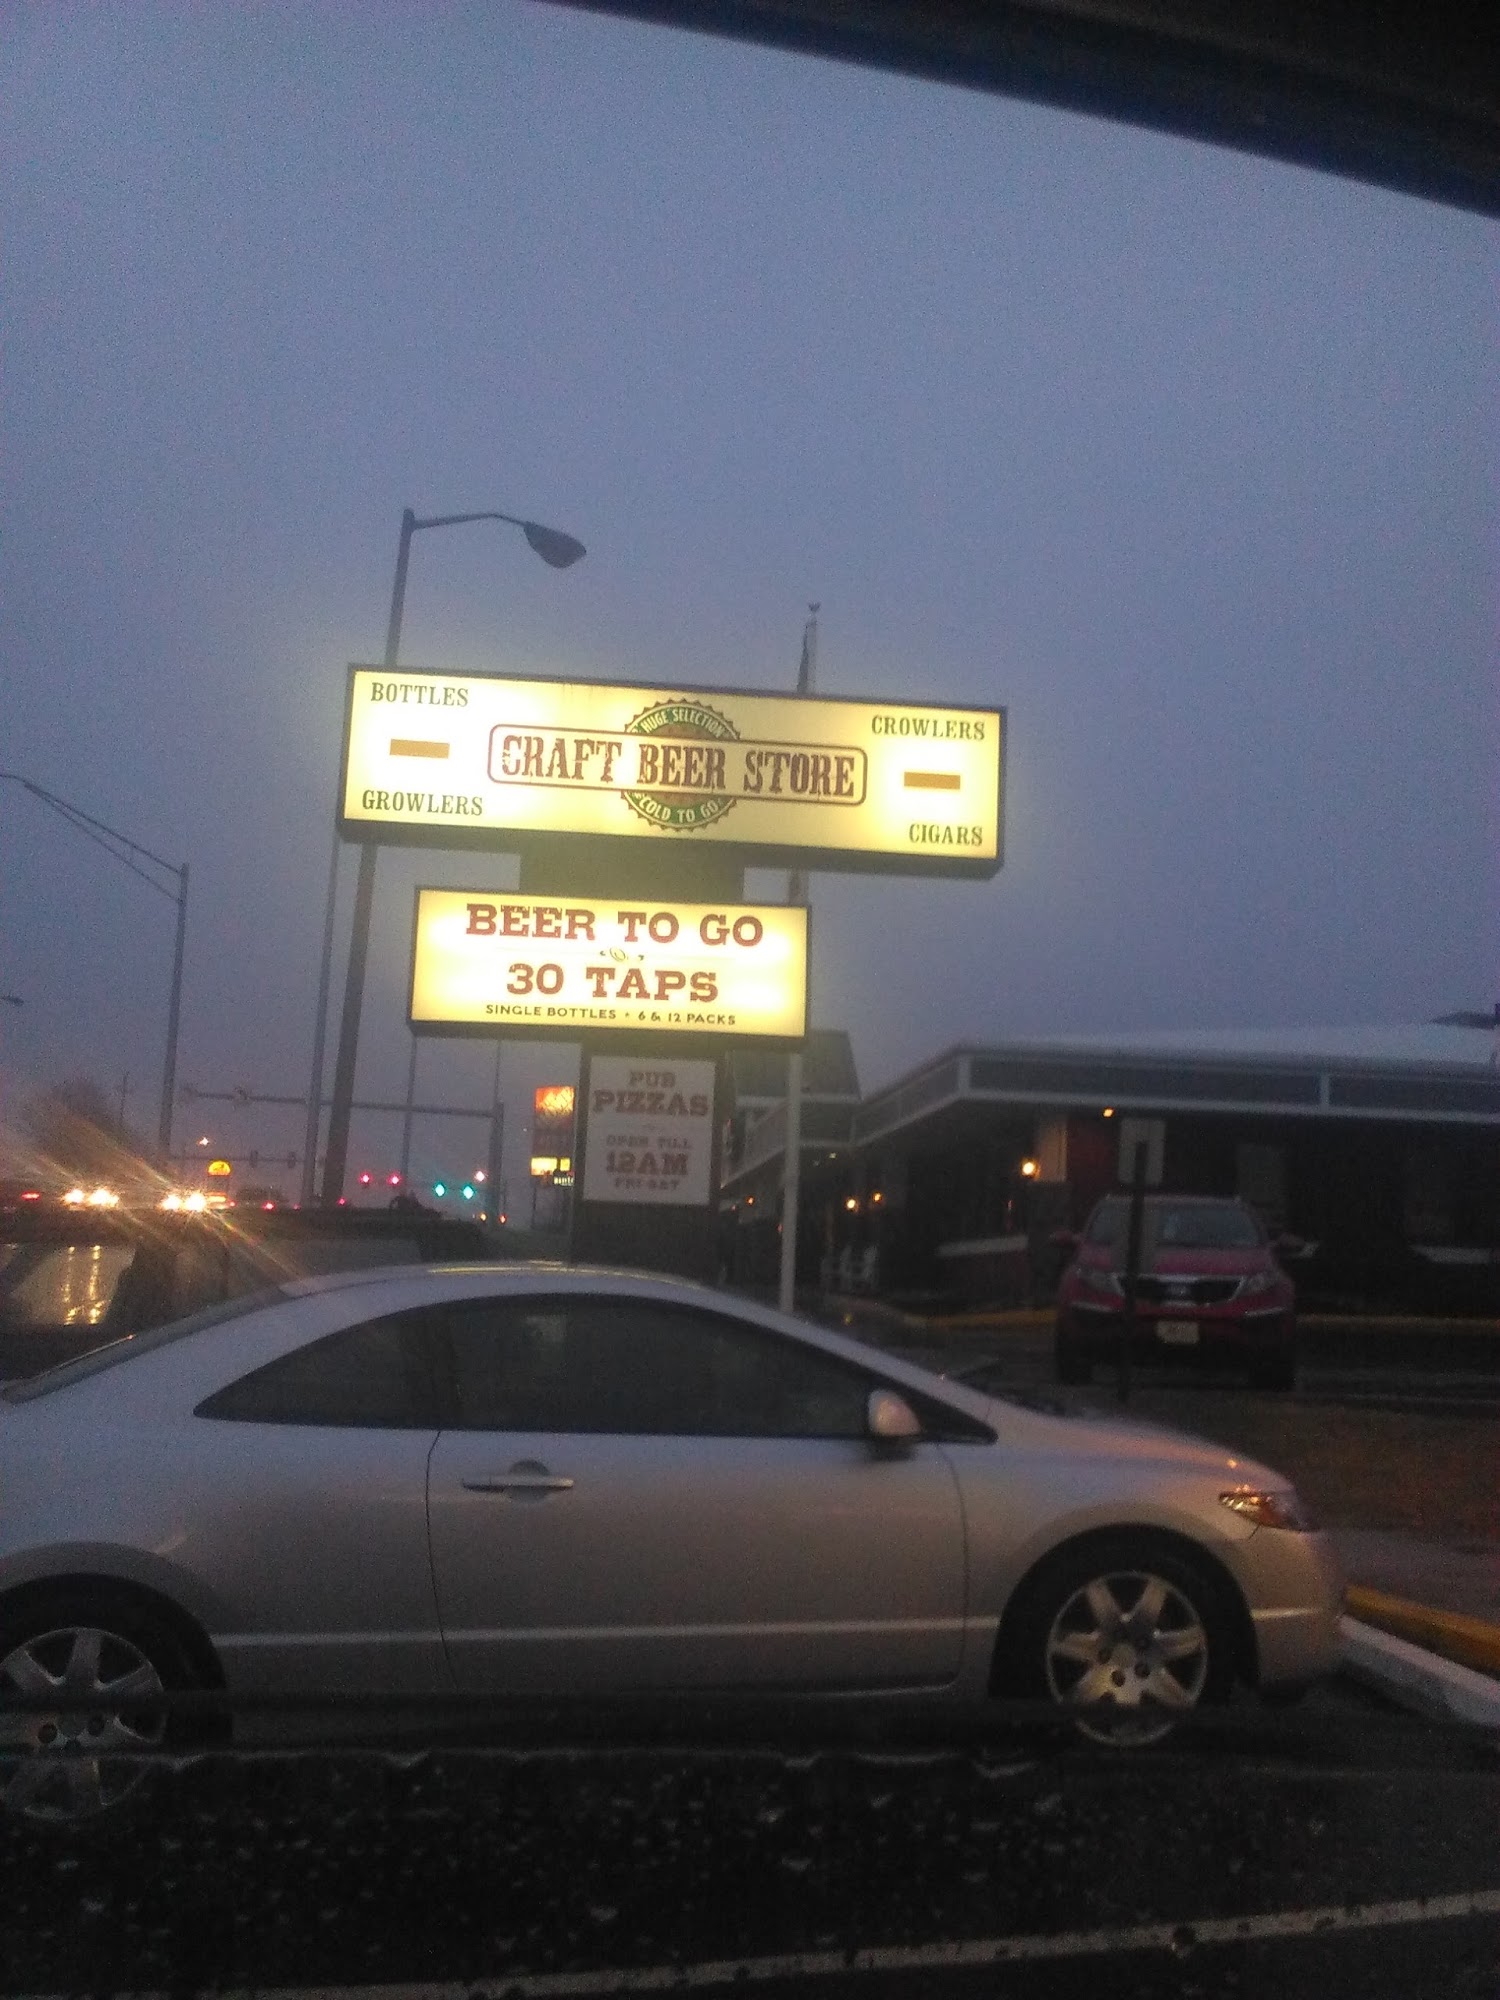 BOTTLES
GROWLERS
HUGE SELECTION
CRAFT BEER STORE
COLD TO GO
CROWLERS
CIGARS
BEER TO GO
30 TAPS
SINGLE BOTTLES • 6 & 12 PACKS
PUB
PIZZAS
OPEN TILL
12AM
FRI-SAT